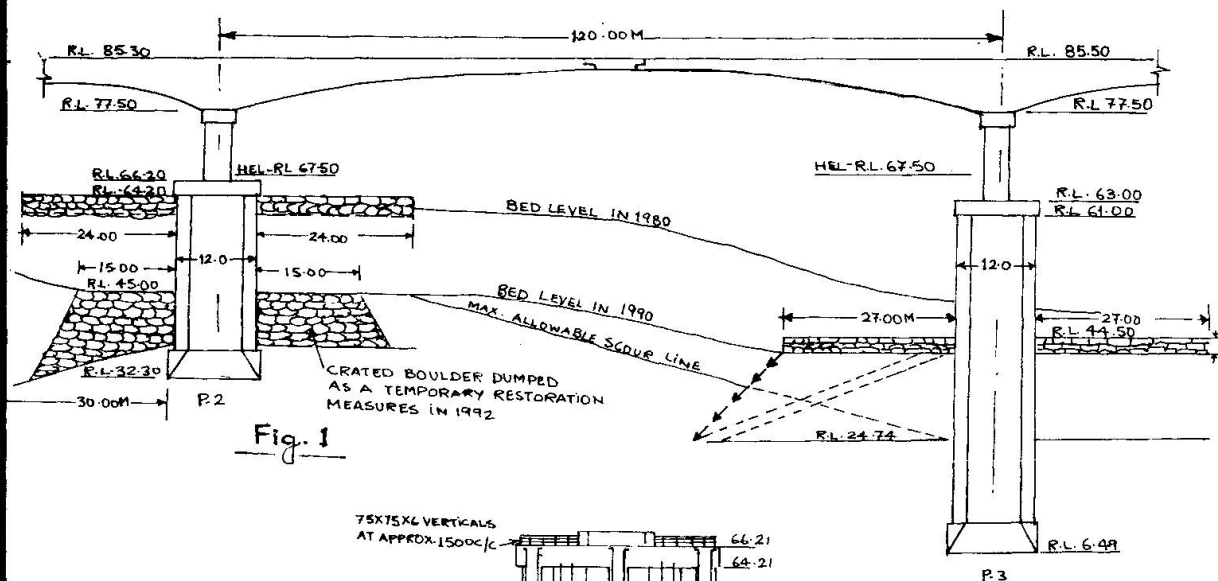 120.00M
R.L. 85.30
R.L. 85.50
R.L. 77.50
R.L 77.50
HEL-RL 67.50
HEL-R.L. 67.50
R.L. 66.20
R.L. 64.20
R.L. 63.00
R.L 61.00
BED LEVEL IN 1980
24.00
24.00
12.0
12.0
15.00
15.00
R.L. 45.00
BED LEVEL IN 1990
MAX. ALLOWABLE SCOUR LINE
27.00M
27.00
R.L. 44.50
R.L. 32.30
30.00M
P.2
CRATED BOULDER DUMPED
AS A TEMPORARY RESTORATION
MEASURES IN 1992
R.L. 24.74
Fig. 1
75X75X6 VERTICALS
AT APPROX. 1500 C/C
66.21
64.21
R.L. 6.49
P.3